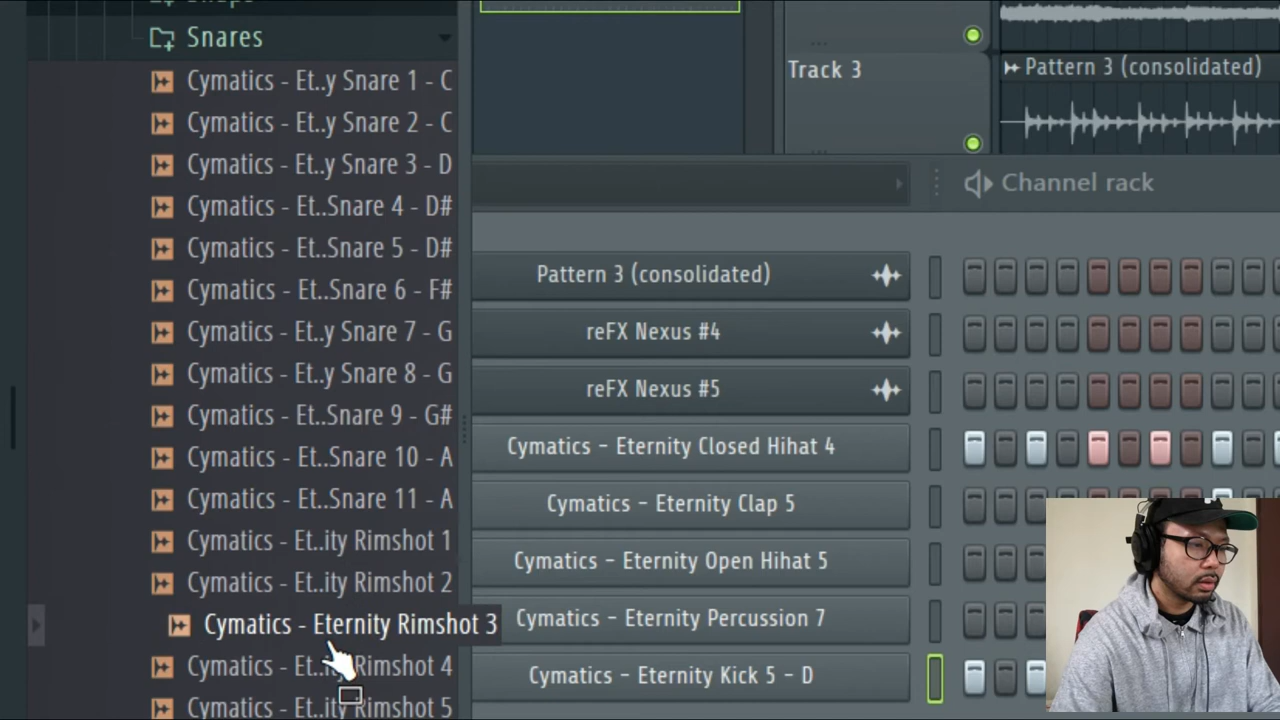 Snares
Cymatics - Et..y Snare 1 - C
Cymatics - Et..y Snare 2 - C
Cymatics - Et..y Snare 3 - D
Cymatics - Et..Snare 4 - D#
Cymatics - Et..Snare 5 - D#
Cymatics - Et..Snare 6 - F#
Cymatics - Et..y Snare 7 - G
Cymatics - Et..y Snare 8 - G
Cymatics - Et..Snare 9 - G#
Cymatics - Et..Snare 10 - A
Cymatics - Et..Snare 11 - A
Cymatics - Et..ity Rimshot 1
Cymatics - Et..ity Rimshot 2
Cymatics - Eternity Rimshot 3
Cymatics - Et..ity Rimshot 4
Cymatics - Et..ity Rimshot 5
Track 3
Pattern 3 (consolidated)
Channel rack
Pattern 3 (consolidated)
reFX Nexus #4
reFX Nexus #5
Cymatics - Eternity Closed Hihat 4
Cymatics - Eternity Clap 5
Cymatics - Eternity Open Hihat 5
Cymatics - Eternity Percussion 7
Cymatics - Eternity Kick 5 - D